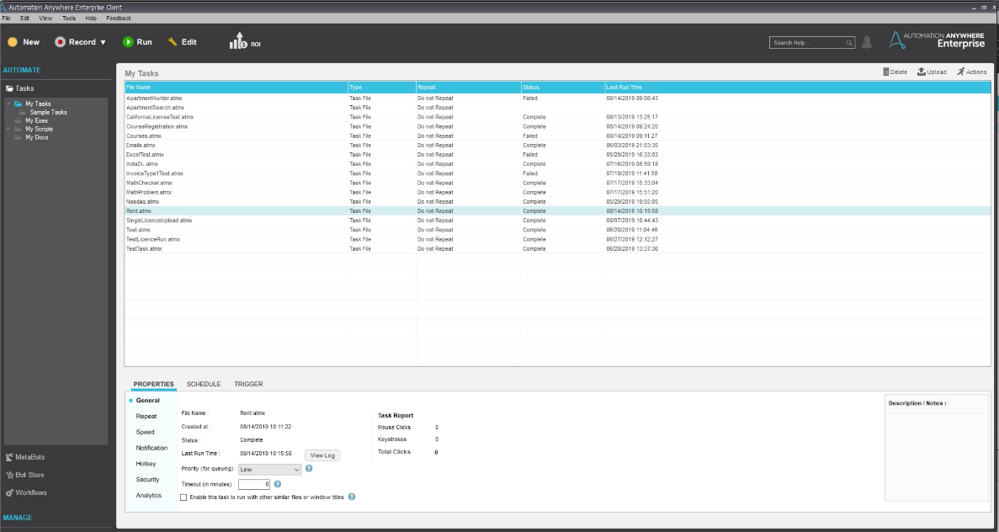 Automation Anywhere Enterprise Client
File Edit View Tools Help Feedback
New Record Run Edit ROI
Search Help...
AUTOMATION ANYWHERE
Enterprise
AUTOMATE
Tasks
My Tasks
Sample Tasks
My Exes
My Scripts
My Docs
MetaBots
Bot Store
Workflows
MANAGE
My Tasks
Delete Upload Actions
File Name Type Repeat Status Last Run Time
ApartmentHunter.atmx Task File Do not Repeat Failed 08/14/2019 09:56:43
ApartmentSearch.atmx Task File Do not Repeat
CaliforniaLicenseTest.atmx Task File Do not Repeat Complete 08/13/2019 13:25:17
CourseRegistration.atmx Task File Do not Repeat Complete 08/14/2019 09:24:20
Courses.atmx Task File Do not Repeat Failed 08/14/2019 09:11:27
Emails.atmx Task File Do not Repeat Complete 06/03/2019 21:03:30
ExcelTest.atmx Task File Do not Repeat Failed 05/29/2019 16:33:03
IndiaDL.atmx Task File Do not Repeat Complete 07/16/2019 08:59:18
InvoiceType1Test.atmx Task File Do not Repeat Failed 07/19/2019 11:41:58
MathChecker.atmx Task File Do not Repeat Complete 07/17/2019 15:33:04
MathProblem.atmx Task File Do not Repeat Complete 07/17/2019 15:51:20
Nasdaq.atmx Task File Do not Repeat Complete 05/29/2019 19:55:05
Rent.atmx Task File Do not Repeat Complete 08/14/2019 10:15:58
SingleLicenceUpload.atmx Task File Do not Repeat Complete 08/07/2019 10:44:43
Test.atmx Task File Do not Repeat Complete 06/20/2019 11:04:46
TestLicenceRun.atmx Task File Do not Repeat Complete 06/27/2019 12:12:27
TestTask.atmx Task File Do not Repeat Complete 06/20/2019 13:37:36
PROPERTIES SCHEDULE TRIGGER
General
Repeat
Speed
Notification
Hotkey
Security
Analytics
File Name : Rent.atmx
Created at : 08/14/2019 10:11:22
Status : Complete
Last Run Time : 08/14/2019 10:15:58 View Log
Priority (for queuing) : Low ?
Timeout (in minutes) : 0 ?
Enable this task to run with other similar files or window titles ?
Task Report
Mouse Clicks 0
Keystrokes 0
Total Clicks 0
Description / Notes :